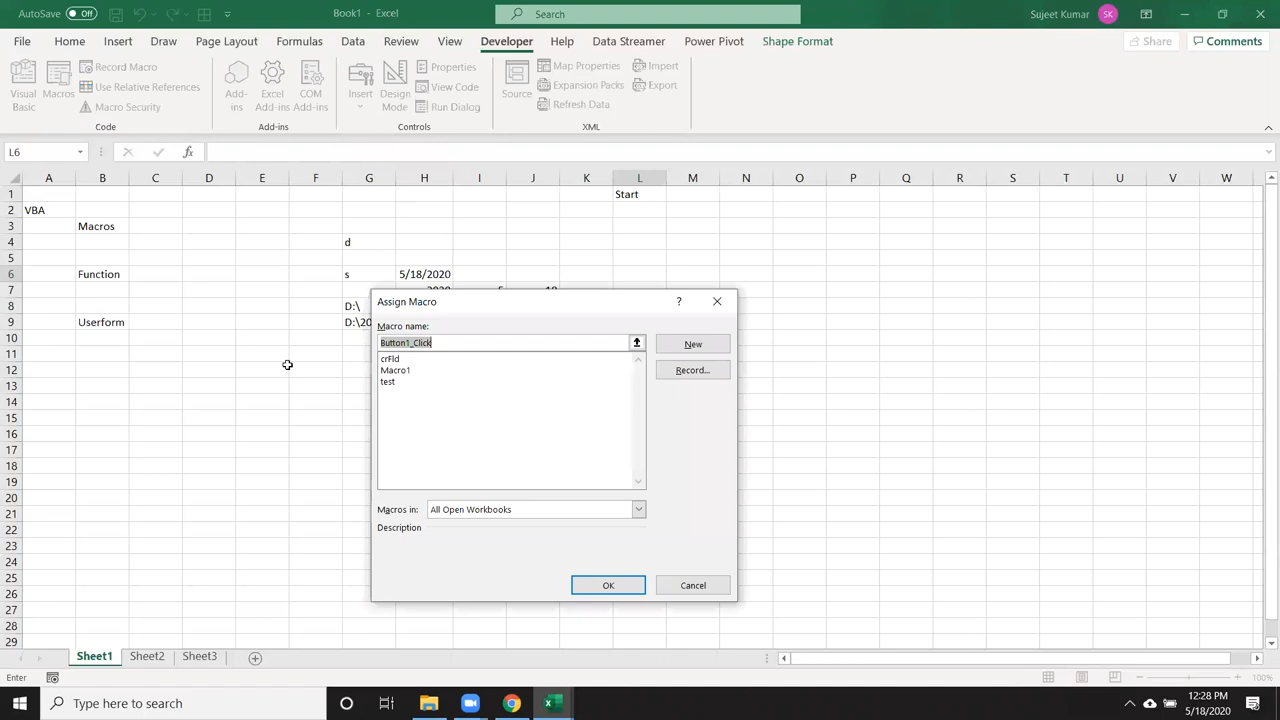 AutoSave Off Book1 - Excel Search Sujeet Kumar SK
File Home Insert Draw Page Layout Formulas Data Review View Developer Help Data Streamer Power Pivot Shape Format Share Comments
Visual Basic Macros Record Macro Use Relative References Macro Security Code
Add-ins Excel Add-ins COM Add-ins Add-ins
Insert Design Mode Properties View Code Run Dialog Controls
Source Map Properties Expansion Packs Refresh Data Import Export XML
L6 fx
A B C D E F G H I J K L M N O P Q R S T U V W
1 Start
2 VBA
3 Macros
4 d
5
6 Function s 5/18/2020
7 2020 5 18
8 D:\
9 Userform D:\20
10
11
12
13
14
15
16
17
18
19
20
21
22
23
24
25
26
27
28
29
Assign Macro ?
Macro name:
Button1_Click
crFld
Macro1
test
New
Record...
Macros in: All Open Workbooks
Description
OK Cancel
Sheet1 Sheet2 Sheet3
Enter 100%
Type here to search
12:28 PM
5/18/2020